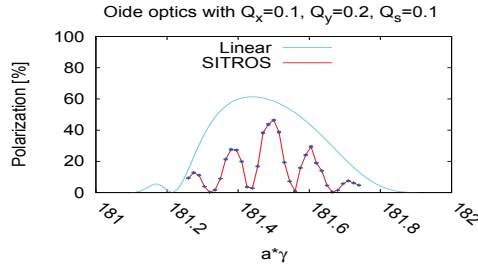 Oide optics with Q_x=0.1, Q_y=0.2, Q_s=0.1
Linear
SITROS
Polarization [%]
100
80
60
40
20
0
181
181.2
181.4
181.6
181.8
182
a*γ